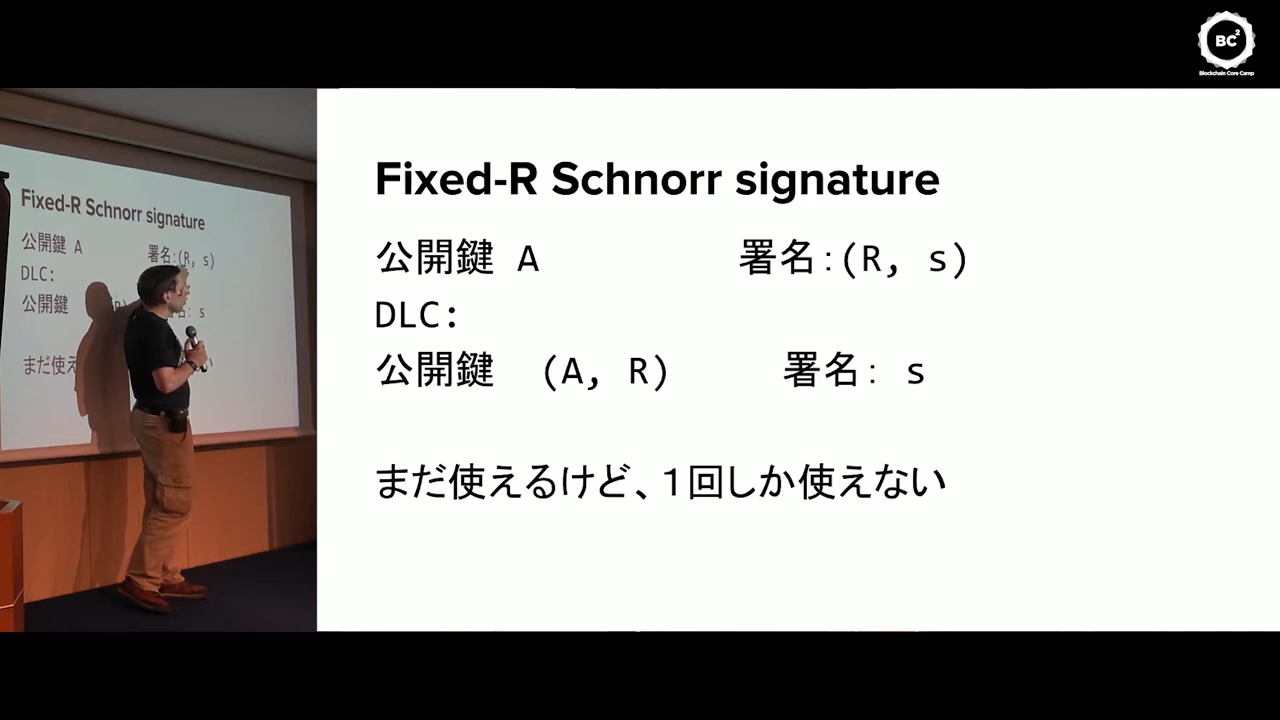 BC2
Blockchain Core Camp
Fixed-R Schnorr signature
公開鍵 A 署名:(R, s)
DLC:
公開鍵 (A, R) 署名: s
まだ使えるけど、1回しか使えない
Fixed-R Schnorr signature
公開鍵 A 署名:(R, s)
DLC:
公開鍵 R) 署名: s
まだ使え